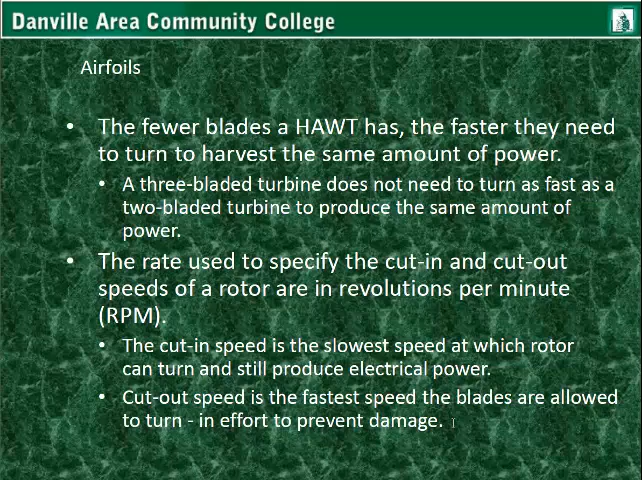 Danville Area Community College
Airfoils
• The fewer blades a HAWT has, the faster they need
to turn to harvest the same amount of power.
• A three-bladed turbine does not need to turn as fast as a
two-bladed turbine to produce the same amount of
power.
• The rate used to specify the cut-in and cut-out
speeds of a rotor are in revolutions per minute
(RPM).
• The cut-in speed is the slowest speed at which rotor
can turn and still produce electrical power.
• Cut-out speed is the fastest speed the blades are allowed
to turn - in effort to prevent damage.